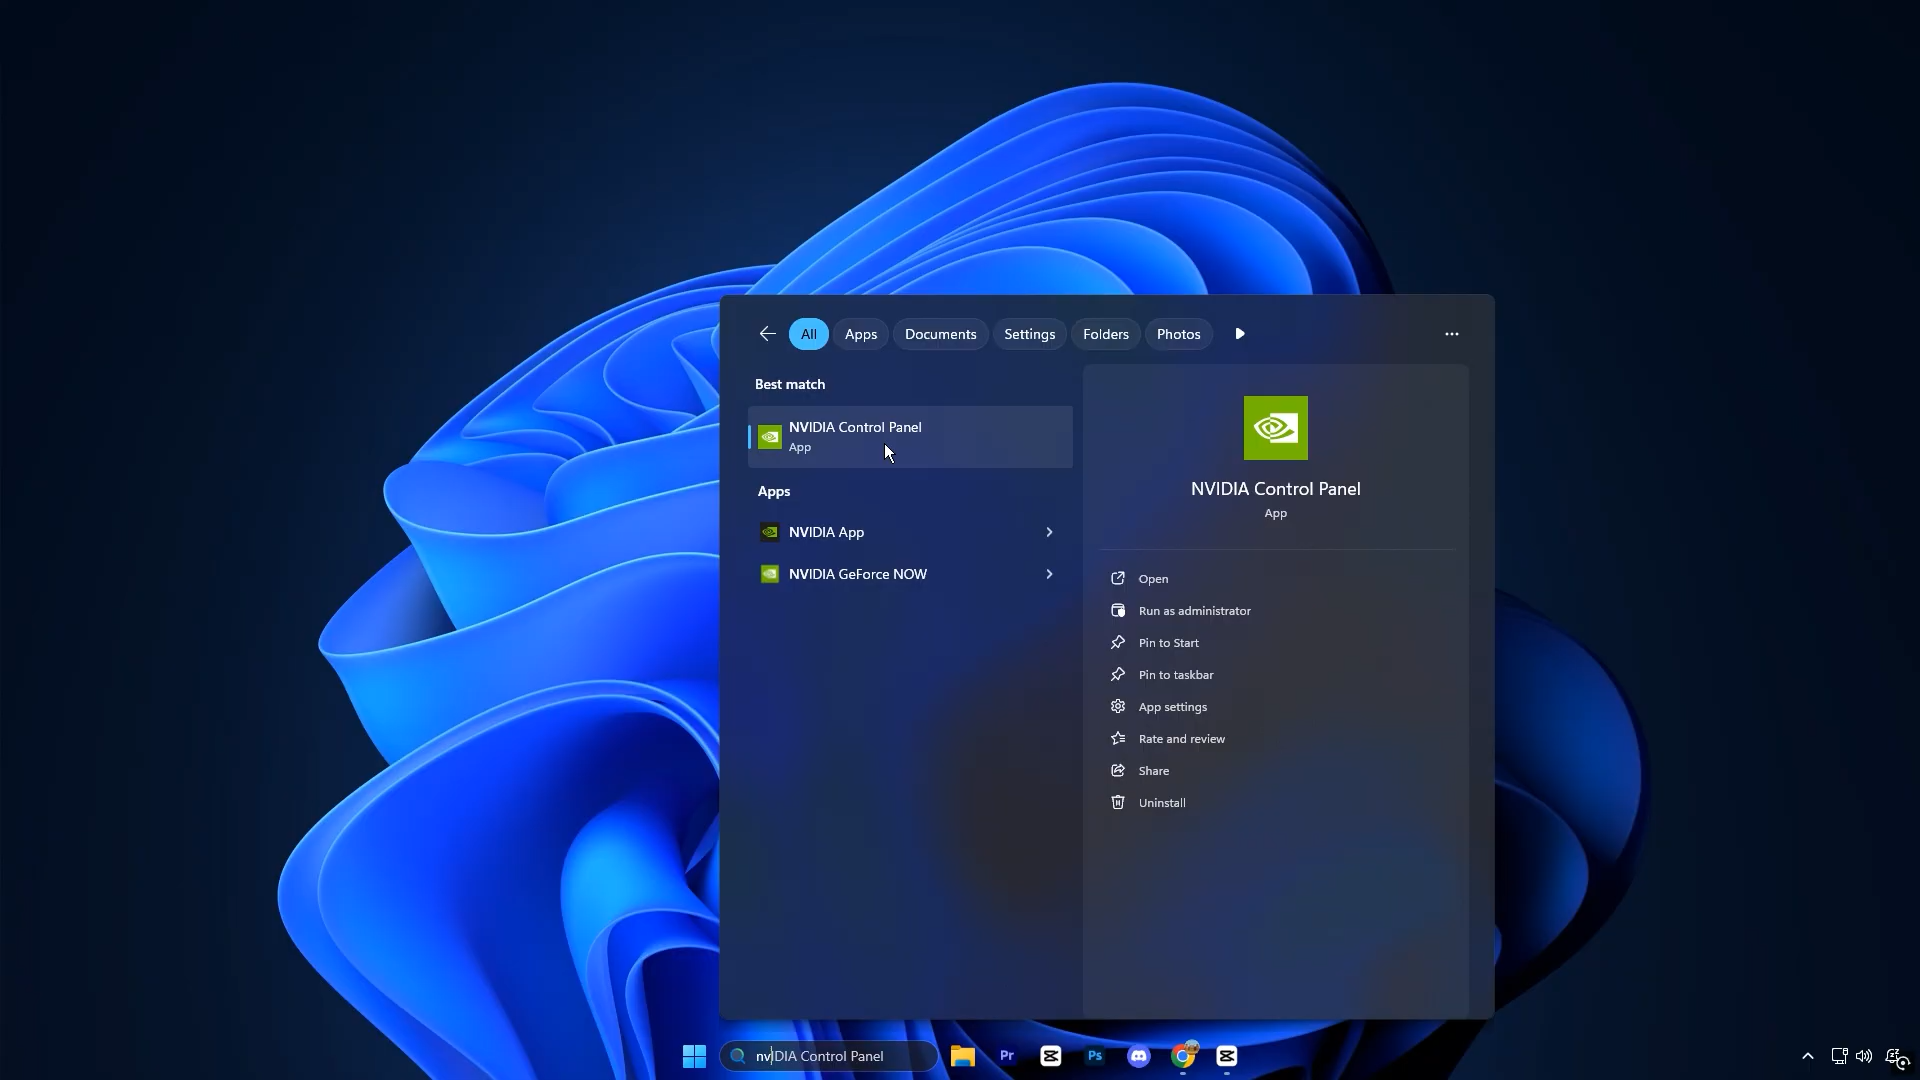 All
Apps
Documents
Settings
Folders
Photos
Best match
NVIDIA Control Panel
App
Apps
NVIDIA App
NVIDIA GeForce NOW
NVIDIA Control Panel
App
Open
Run as administrator
Pin to Start
Pin to taskbar
App settings
Rate and review
Share
Uninstall
nvIDIA Control Panel
Pr
Ps